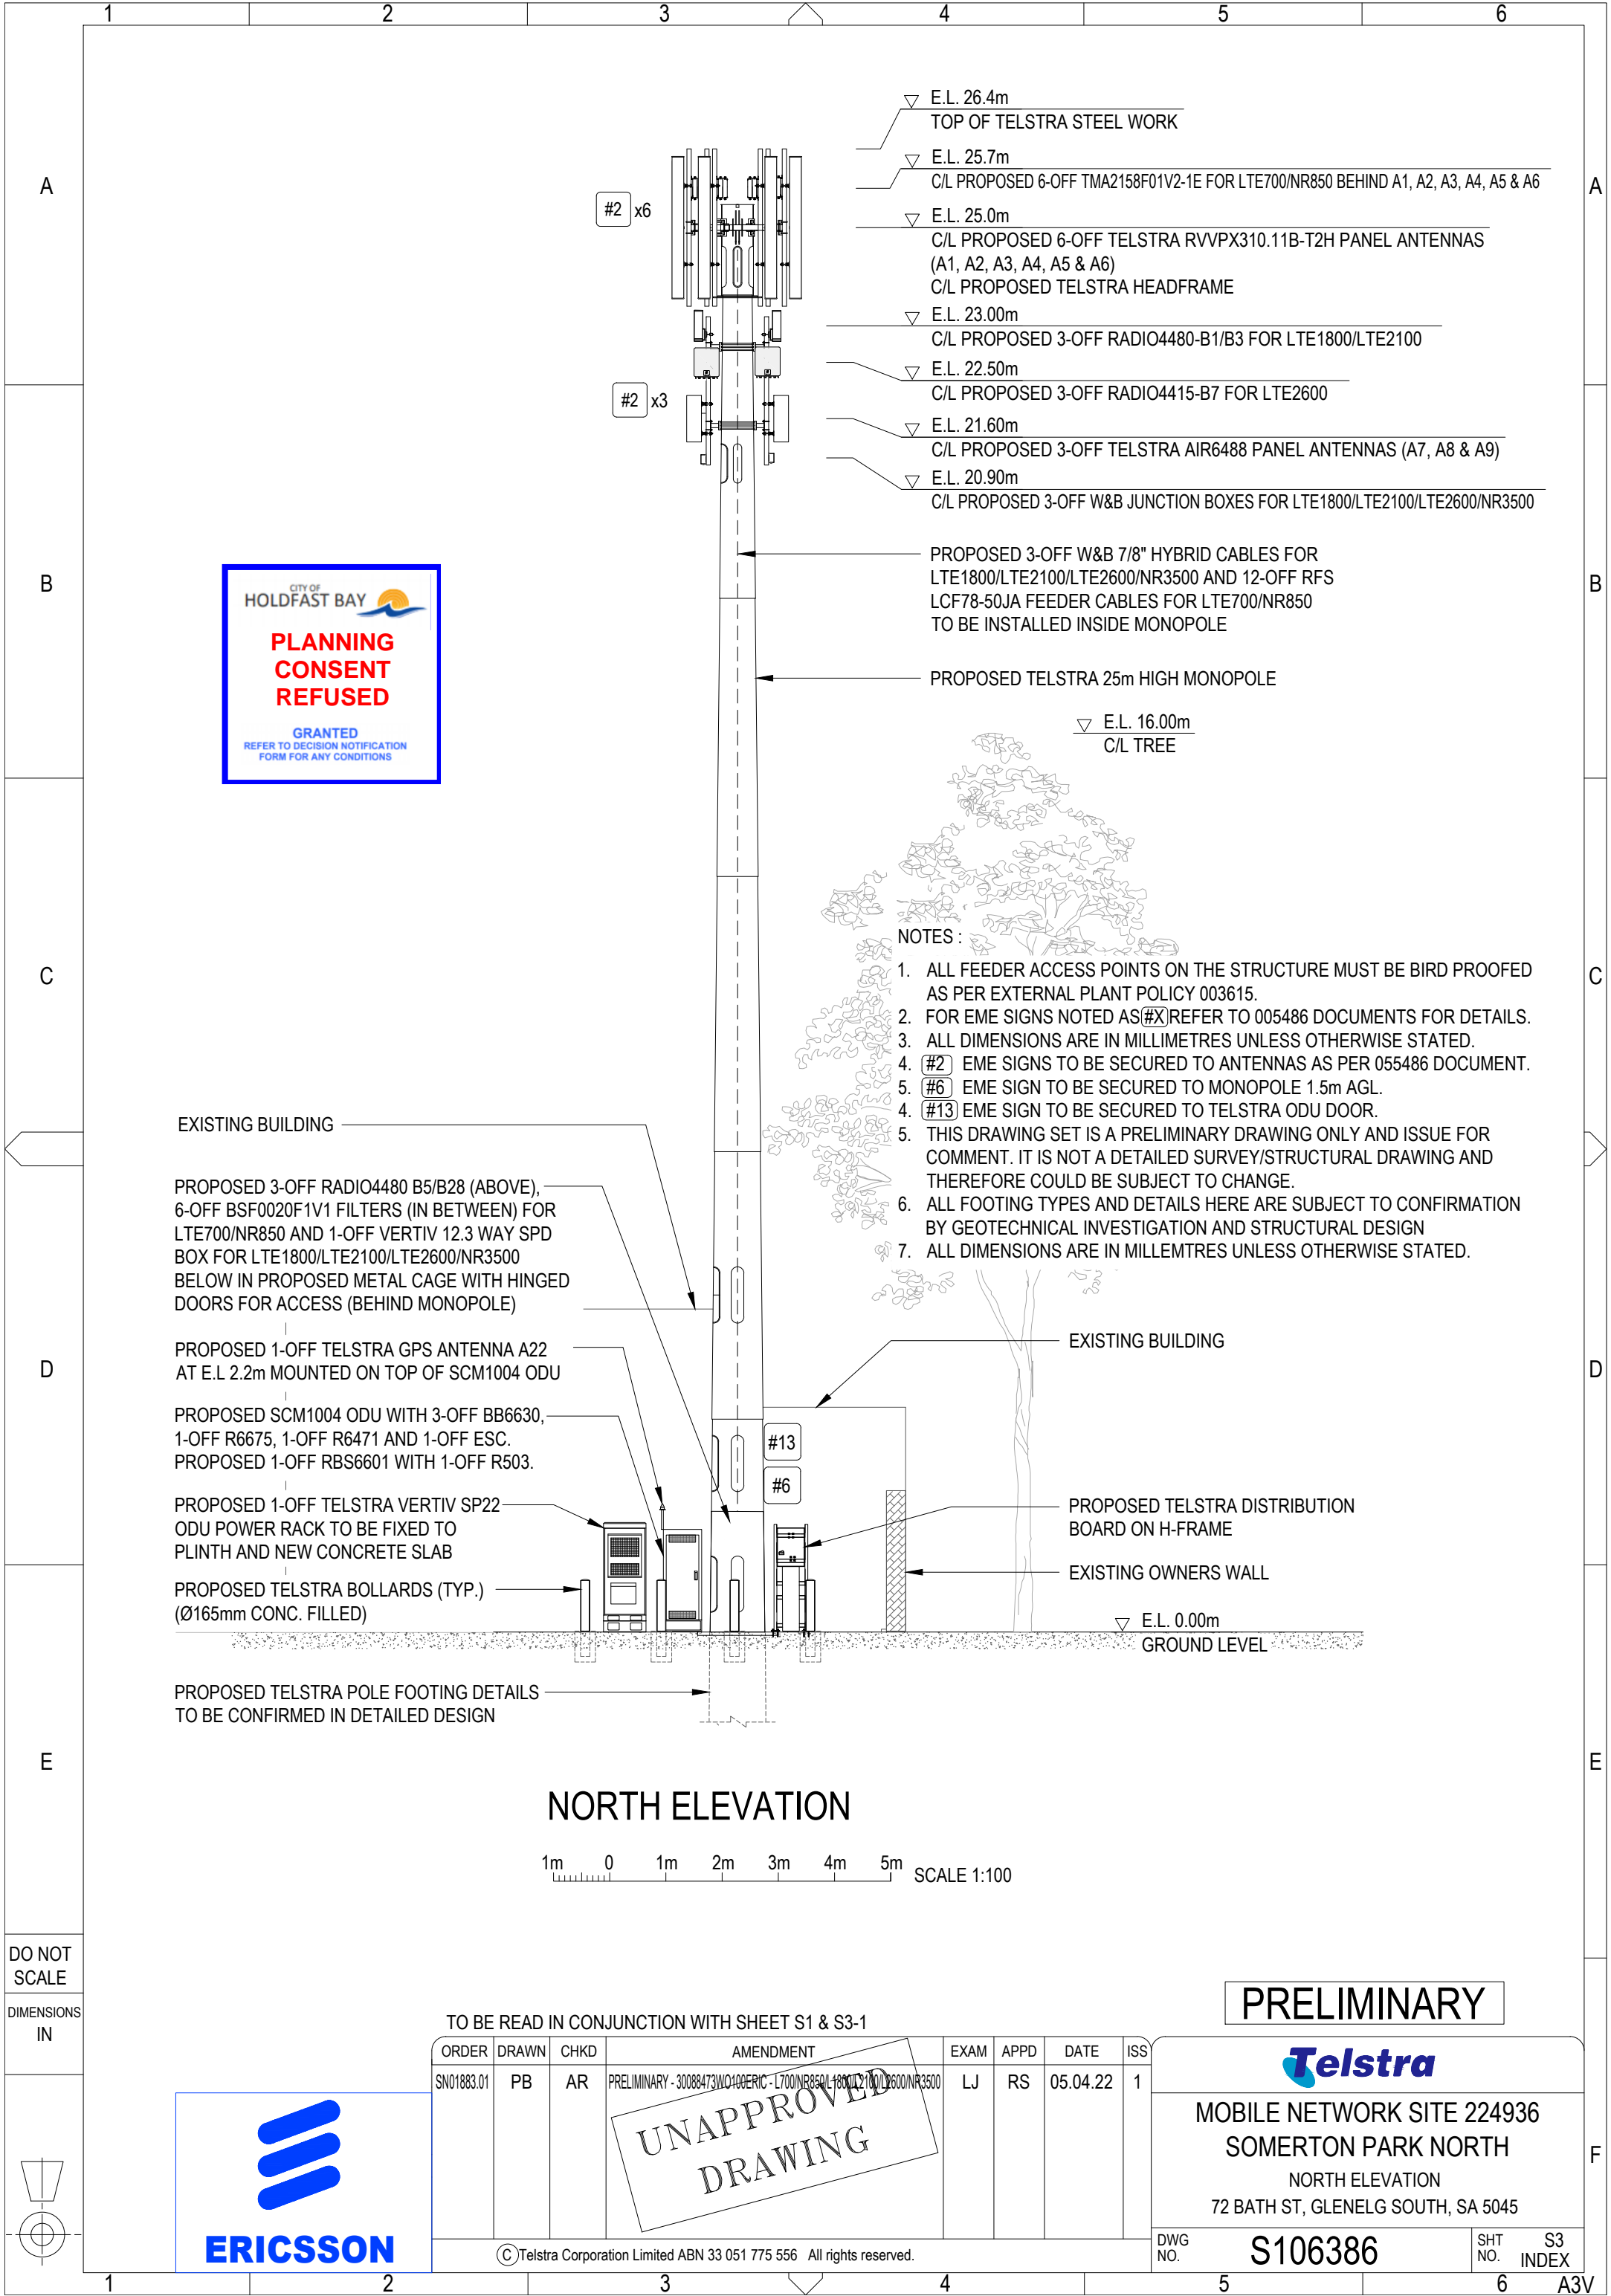 1 2 3 4 5 6
A
B
C
D
E
A
B
C
D
E
F
E.L. 26.4m
TOP OF TELSTRA STEEL WORK
E.L. 25.7m
C/L PROPOSED 6-OFF TMA2158F01V2-1E FOR LTE700/NR850 BEHIND A1, A2, A3, A4, A5 & A6
#2 x6
E.L. 25.0m
C/L PROPOSED 6-OFF TELSTRA RVVPX310.11B-T2H PANEL ANTENNAS
(A1, A2, A3, A4, A5 & A6)
C/L PROPOSED TELSTRA HEADFRAME
E.L. 23.00m
C/L PROPOSED 3-OFF RADIO4480-B1/B3 FOR LTE1800/LTE2100
E.L. 22.50m
C/L PROPOSED 3-OFF RADIO4415-B7 FOR LTE2600
#2 x3
E.L. 21.60m
C/L PROPOSED 3-OFF TELSTRA AIR6488 PANEL ANTENNAS (A7, A8 & A9)
E.L. 20.90m
C/L PROPOSED 3-OFF W&B JUNCTION BOXES FOR LTE1800/LTE2100/LTE2600/NR3500
PROPOSED 3-OFF W&B 7/8" HYBRID CABLES FOR
LTE1800/LTE2100/LTE2600/NR3500 AND 12-OFF RFS
LCF78-50JA FEEDER CABLES FOR LTE700/NR850
TO BE INSTALLED INSIDE MONOPOLE
CITY OF
HOLDFAST BAY
PLANNING
CONSENT
REFUSED
GRANTED
REFER TO DECISION NOTIFICATION
FORM FOR ANY CONDITIONS
PROPOSED TELSTRA 25m HIGH MONOPOLE
E.L. 16.00m
C/L TREE
NOTES :
1. ALL FEEDER ACCESS POINTS ON THE STRUCTURE MUST BE BIRD PROOFED
AS PER EXTERNAL PLANT POLICY 003615.
2. FOR EME SIGNS NOTED AS #X REFER TO 005486 DOCUMENTS FOR DETAILS.
3. ALL DIMENSIONS ARE IN MILLIMETRES UNLESS OTHERWISE STATED.
4. #2 EME SIGNS TO BE SECURED TO ANTENNAS AS PER 055486 DOCUMENT.
5. #6 EME SIGN TO BE SECURED TO MONOPOLE 1.5m AGL.
4. #13 EME SIGN TO BE SECURED TO TELSTRA ODU DOOR.
5. THIS DRAWING SET IS A PRELIMINARY DRAWING ONLY AND ISSUE FOR
COMMENT. IT IS NOT A DETAILED SURVEY/STRUCTURAL DRAWING AND
THEREFORE COULD BE SUBJECT TO CHANGE.
6. ALL FOOTING TYPES AND DETAILS HERE ARE SUBJECT TO CONFIRMATION
BY GEOTECHNICAL INVESTIGATION AND STRUCTURAL DESIGN
7. ALL DIMENSIONS ARE IN MILLEMTRES UNLESS OTHERWISE STATED.
EXISTING BUILDING
PROPOSED 3-OFF RADIO4480 B5/B28 (ABOVE),
6-OFF BSF0020F1V1 FILTERS (IN BETWEEN) FOR
LTE700/NR850 AND 1-OFF VERTIV 12.3 WAY SPD
BOX FOR LTE1800/LTE2100/LTE2600/NR3500
BELOW IN PROPOSED METAL CAGE WITH HINGED
DOORS FOR ACCESS (BEHIND MONOPOLE)
PROPOSED 1-OFF TELSTRA GPS ANTENNA A22
AT E.L 2.2m MOUNTED ON TOP OF SCM1004 ODU
PROPOSED SCM1004 ODU WITH 3-OFF BB6630,
1-OFF R6675, 1-OFF R6471 AND 1-OFF ESC.
PROPOSED 1-OFF RBS6601 WITH 1-OFF R503.
PROPOSED 1-OFF TELSTRA VERTIV SP22
ODU POWER RACK TO BE FIXED TO
PLINTH AND NEW CONCRETE SLAB
PROPOSED TELSTRA BOLLARDS (TYP.)
(Ø165mm CONC. FILLED)
PROPOSED TELSTRA POLE FOOTING DETAILS
TO BE CONFIRMED IN DETAILED DESIGN
#13
#6
EXISTING BUILDING
PROPOSED TELSTRA DISTRIBUTION
BOARD ON H-FRAME
EXISTING OWNERS WALL
E.L. 0.00m
GROUND LEVEL
NORTH ELEVATION
1m 0 1m 2m 3m 4m 5m SCALE 1:100
DO NOT
SCALE
DIMENSIONS
IN
PRELIMINARY
TO BE READ IN CONJUNCTION WITH SHEET S1 & S3-1
ORDER DRAWN CHKD AMENDMENT EXAM APPD DATE ISS
SN01883.01 PB AR PRELIMINARY - 30088473WO100ERIC - L700/NR850/L1800/L2100/L2600/NR3500 LJ RS 05.04.22 1
UNAPPROVED
DRAWING
ERICSSON
© Telstra Corporation Limited ABN 33 051 775 556 All rights reserved.
Telstra
MOBILE NETWORK SITE 224936
SOMERTON PARK NORTH
NORTH ELEVATION
72 BATH ST, GLENELG SOUTH, SA 5045
DWG
NO.
S106386
SHT
NO.
S3
INDEX
1 2 3 4 5 6 A3V